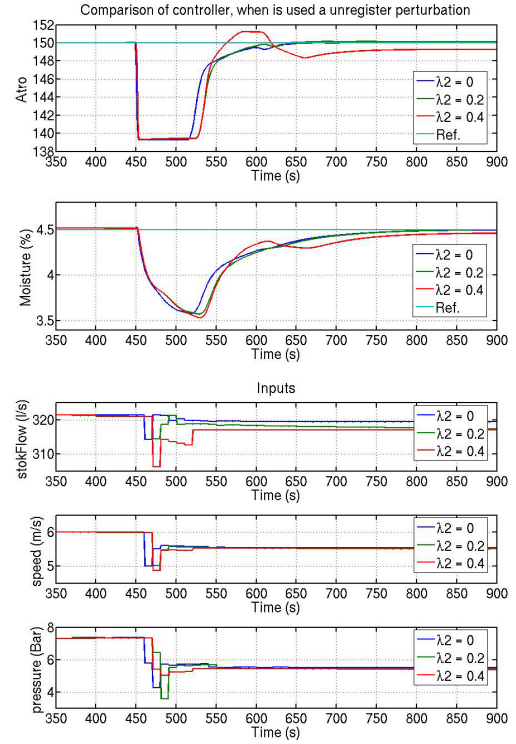 Comparison of controller, when is used a unregister perturbation
152
150
148
146
144
142
140
138
Atro
λ2 = 0
λ2 = 0.2
λ2 = 0.4
Ref.
350 400 450 500 550 600 650 700 750 800 850 900
Time (s)
4.5
4
3.5
Moisture (%)
λ2 = 0
λ2 = 0.2
λ2 = 0.4
Ref.
350 400 450 500 550 600 650 700 750 800 850 900
Time (s)
Inputs
320
310
stokFlow (l/s)
λ2 = 0
λ2 = 0.2
λ2 = 0.4
350 400 450 500 550 600 650 700 750 800 850 900
Time (s)
6
5
speed (m/s)
λ2 = 0
λ2 = 0.2
λ2 = 0.4
350 400 450 500 550 600 650 700 750 800 850 900
Time (s)
8
6
4
pressure (Bar)
λ2 = 0
λ2 = 0.2
λ2 = 0.4
350 400 450 500 550 600 650 700 750 800 850 900
Time (s)